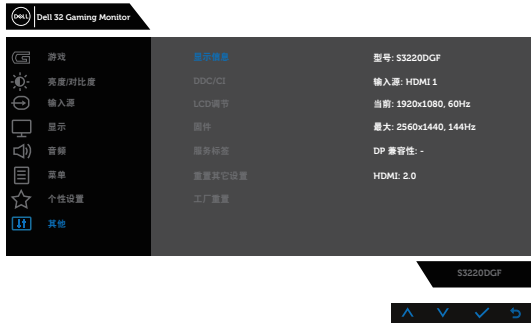 DELL
Dell 32 Gaming Monitor
游戏
亮度/对比度
输入源
显示
音频
菜单
个性设置
其他
显示信息
DDC/CI
LCD调节
固件
服务标签
重置其它设置
工厂重置
型号: S3220DGF
输入源: HDMI 1
当前: 1920x1080, 60Hz
最大: 2560x1440, 144Hz
DP 兼容性: -
HDMI: 2.0
S3220DGF